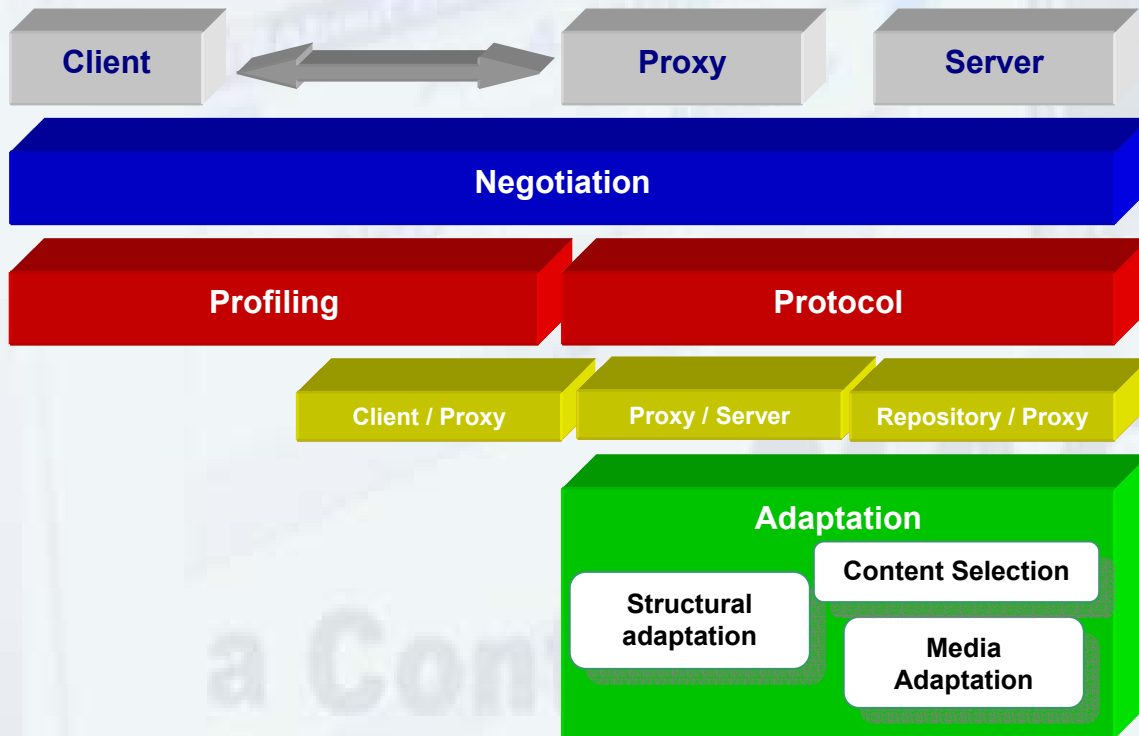 Client
Proxy
Server
Negotiation
Profiling
Protocol
Client / Proxy
Proxy / Server
Repository / Proxy
Adaptation
Content Selection
Structural
adaptation
Media
Adaptation
a Cont